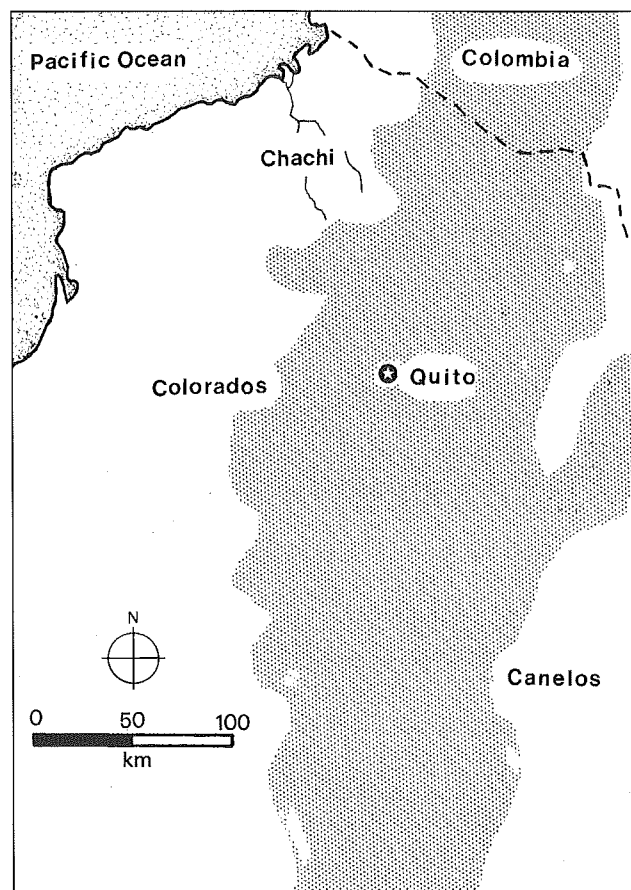 Pacific Ocean
Colombia
Chachi
Colorados
Quito
N
0 50 100
km
Canelos